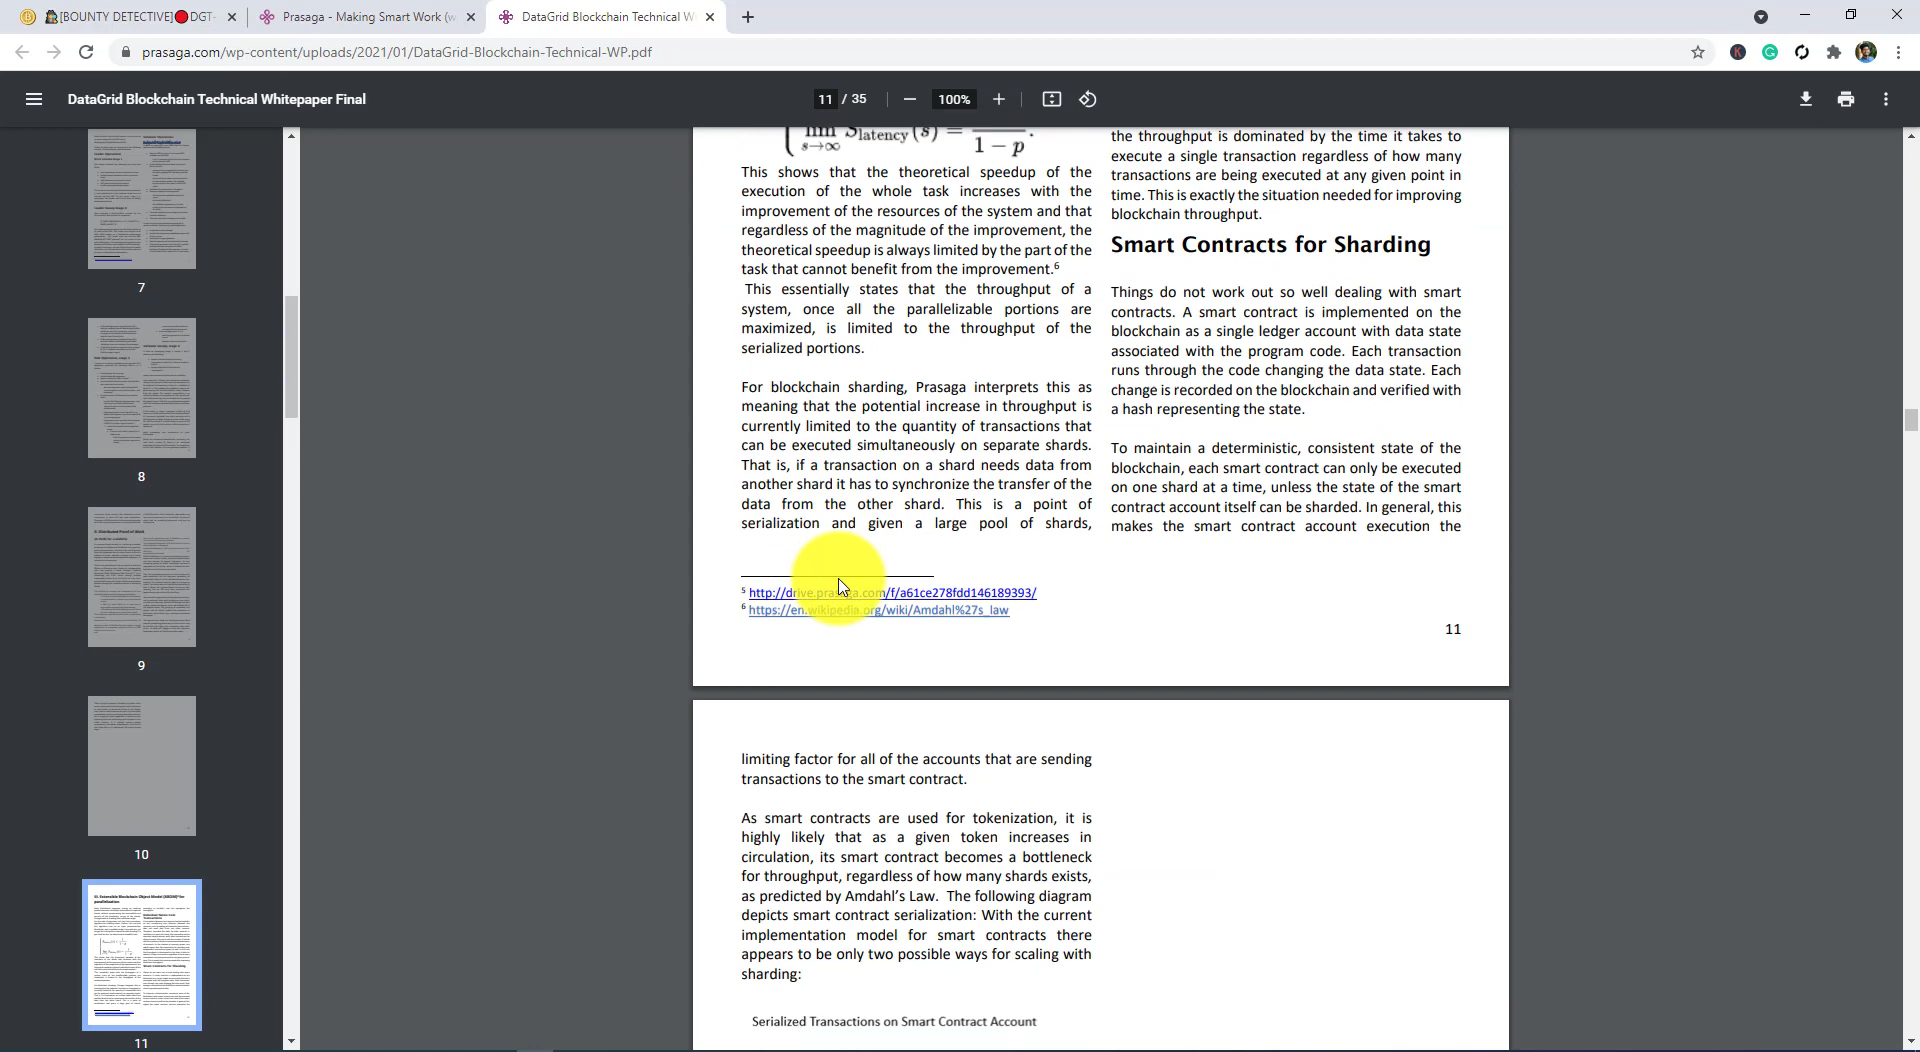 [BOUNTY DETECTIVE]🔴DGT-
Prasaga - Making Smart Work (w
DataGrid Blockchain Technical W
prasaga.com/wp-content/uploads/2021/01/DataGrid-Blockchain-Technical-WP.pdf
DataGrid Blockchain Technical Whitepaper Final
11 / 35
100%
7
8
9
10
11
lim S latency (s) = 1 − p .
s→∞
This shows that the theoretical speedup of the
execution of the whole task increases with the
improvement of the resources of the system and that
regardless of the magnitude of the improvement, the
theoretical speedup is always limited by the part of the
task that cannot benefit from the improvement.⁶
This essentially states that the throughput of a
system, once all the parallelizable portions are
maximized, is limited to the throughput of the
serialized portions.
For blockchain sharding, Prasaga interprets this as
meaning that the potential increase in throughput is
currently limited to the quantity of transactions that
can be executed simultaneously on separate shards.
That is, if a transaction on a shard needs data from
another shard it has to synchronize the transfer of the
data from the other shard. This is a point of
serialization and given a large pool of shards,
the throughput is dominated by the time it takes to
execute a single transaction regardless of how many
transactions are being executed at any given point in
time. This is exactly the situation needed for improving
blockchain throughput.
Smart Contracts for Sharding
Things do not work out so well dealing with smart
contracts. A smart contract is implemented on the
blockchain as a single ledger account with data state
associated with the program code. Each transaction
runs through the code changing the data state. Each
change is recorded on the blockchain and verified with
a hash representing the state.
To maintain a deterministic, consistent state of the
blockchain, each smart contract can only be executed
on one shard at a time, unless the state of the smart
contract account itself can be sharded. In general, this
makes the smart contract account execution the
⁵ http://drive.prasaga.com/f/a61ce278fdd146189393/
⁶ https://en.wikipedia.org/wiki/Amdahl%27s_law
11
limiting factor for all of the accounts that are sending
transactions to the smart contract.
As smart contracts are used for tokenization, it is
highly likely that as a given token increases in
circulation, its smart contract becomes a bottleneck
for throughput, regardless of how many shards exists,
as predicted by Amdahl's Law. The following diagram
depicts smart contract serialization: With the current
implementation model for smart contracts there
appears to be only two possible ways for scaling with
sharding:
Serialized Transactions on Smart Contract Account